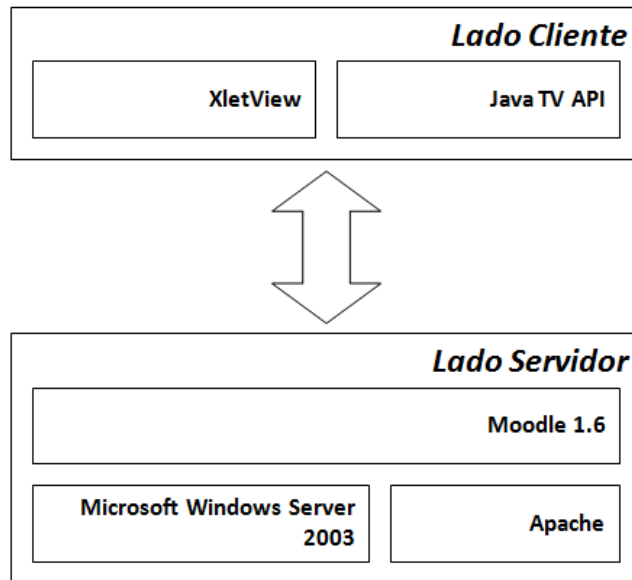 Lado Cliente
XletView
Java TV API
Lado Servidor
Moodle 1.6
Microsoft Windows Server
2003
Apache